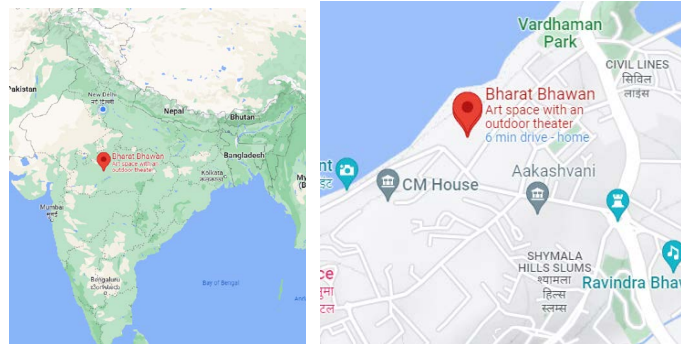 Pakistan
New Delhi
नई दिल्ली
Nepal
Bhutan
Bharat Bhawan
Art space with an
outdoor theater
Bangladesh
Kolkata
Mumbai
मुंबई
Bengaluru
Bay of Bengal
Vardhaman
Park
CIVIL LINES
सिविल
लाइंस
Bharat Bhawan
Art space with an
outdoor theater
6 min drive - home
nt
CM House
Aakashvani
SHYMALA
HILLS SLUMS
श्यामला
हिल्स
स्लम्स
Ravindra Bhaw
ce